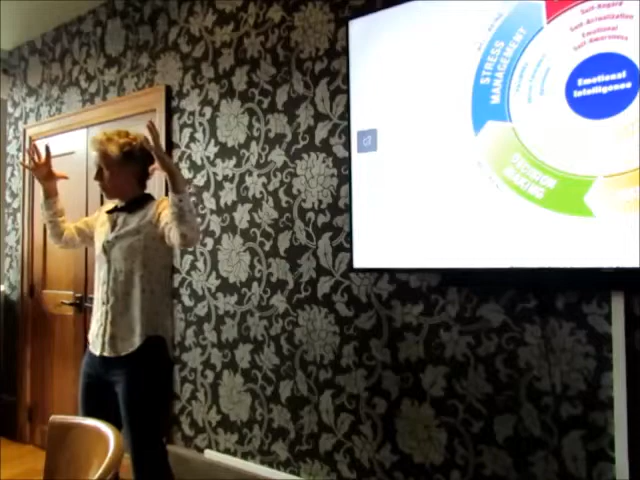 Self-Regard
Self-Actualization
Emotional
Self-Awareness
STRESS
MANAGEMENT
Emotional
Intelligence
DECISION
MAKING